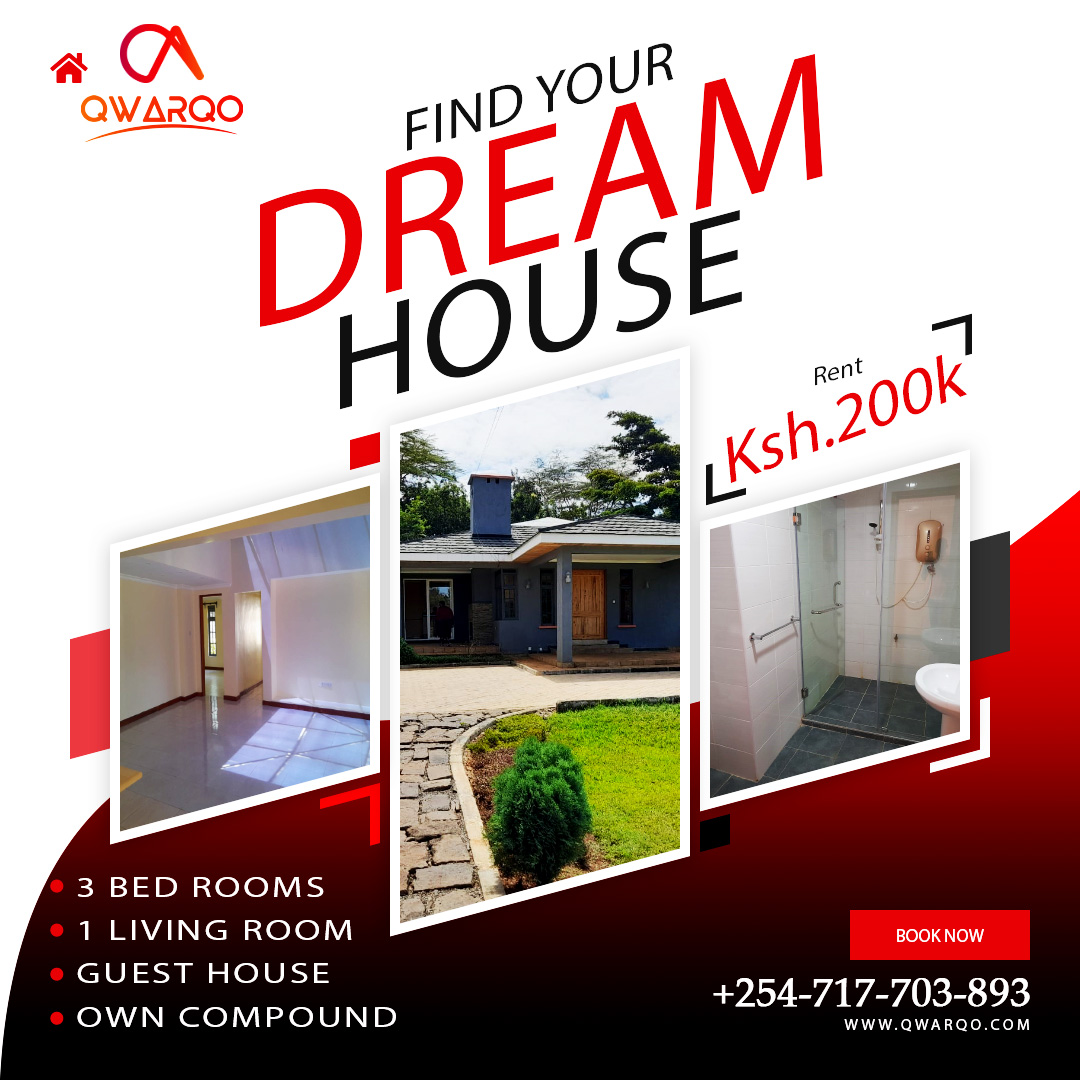 QWARQO
FIND YOUR
DREAM
HOUSE
Rent
Ksh.200k
3 BED ROOMS
1 LIVING ROOM
GUEST HOUSE
OWN COMPOUND
BOOK NOW
+254-717-703-893
WWW.QWARQO.COM